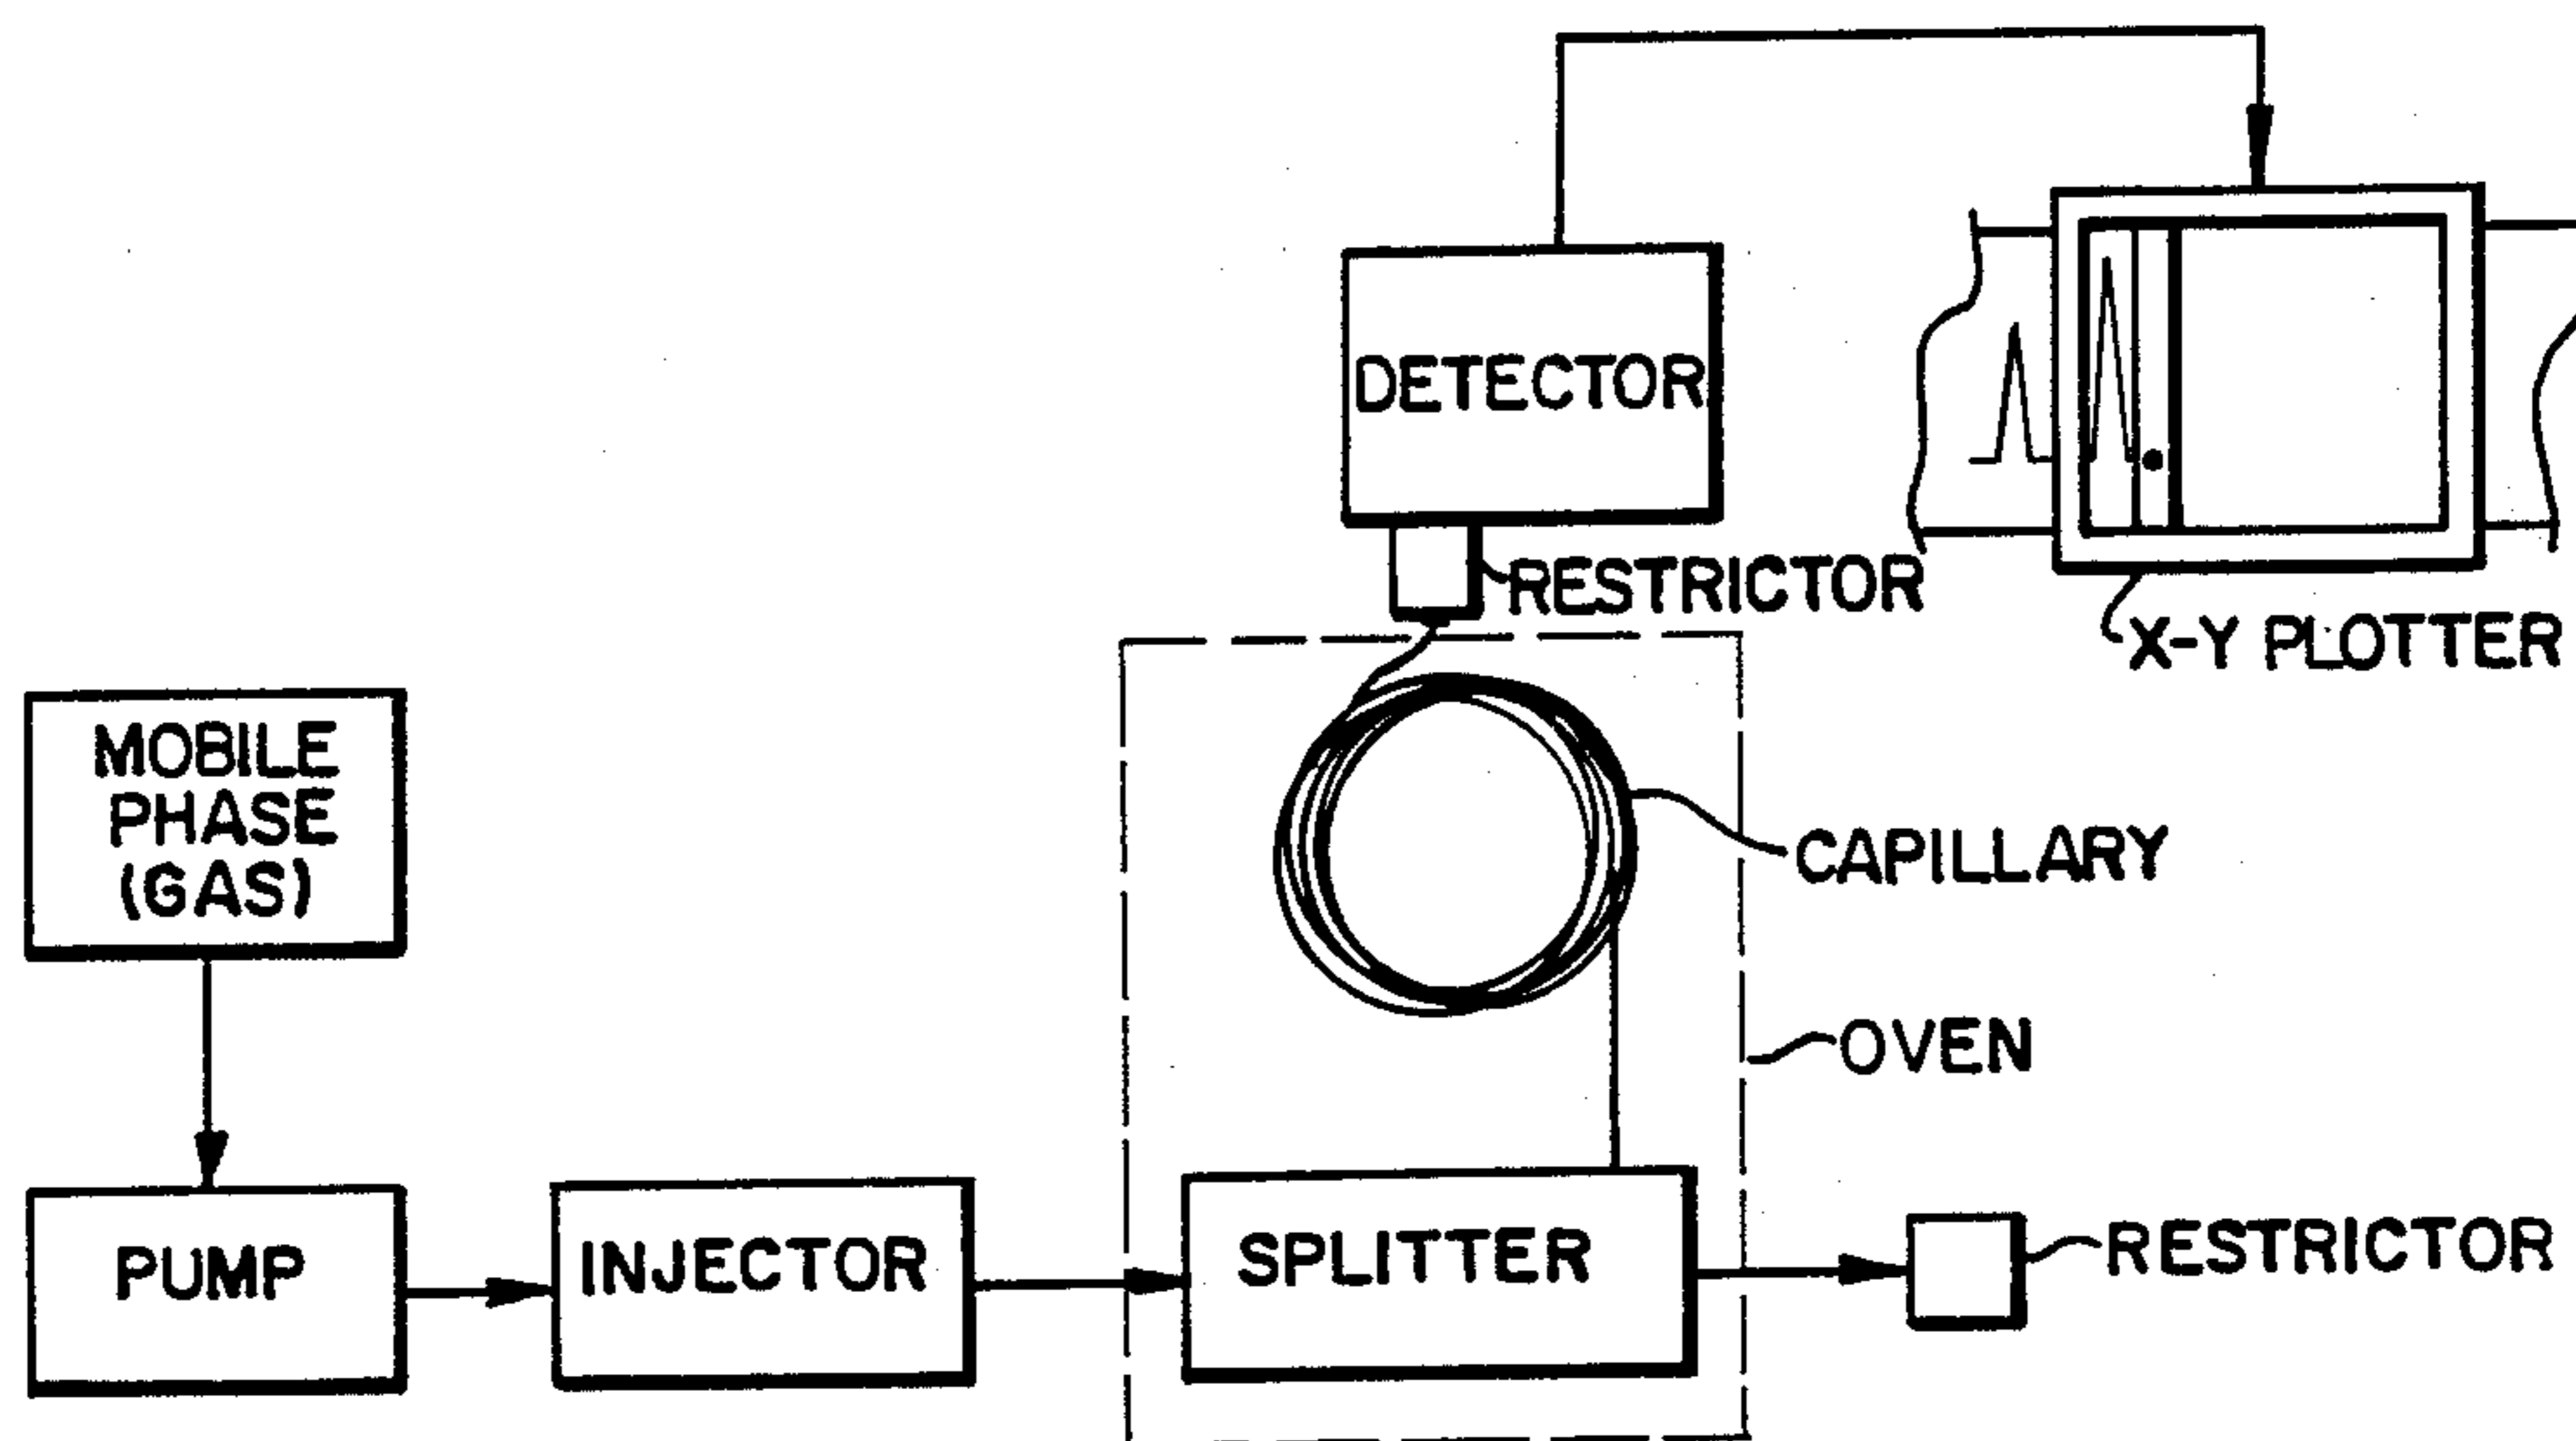 DETECTOR
RESTRICTOR
X-Y PLOTTER
MOBILE
PHASE
(GAS)
CAPILLARY
OVEN
PUMP
INJECTOR
SPLITTER
RESTRICTOR